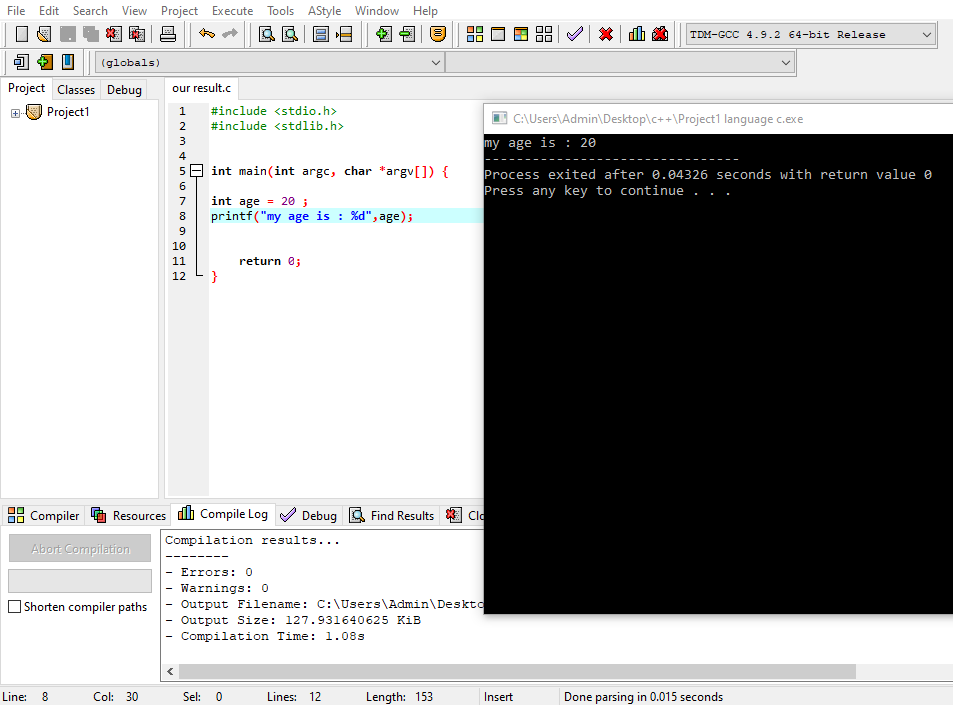 File Edit Search View Project Execute Tools AStyle Window Help
TDM-GCC 4.9.2 64-bit Release
(globals)
Project Classes Debug
our result.c
Project1
1 #include <stdio.h>
2 #include <stdlib.h>
3
4
5 int main(int argc, char *argv[]) {
6
7 int age = 20 ;
8 printf("my age is : %d",age);
9
10
11 return 0;
12 }
C:\Users\Admin\Desktop\c++\Project1 language c.exe
my age is : 20
--------------------------------
Process exited after 0.04326 seconds with return value 0
Press any key to continue . . .
Compiler Resources Compile Log Debug Find Results Clo
Abort Compilation
Shorten compiler paths
Compilation results...
--------
- Errors: 0
- Warnings: 0
- Output Filename: C:\Users\Admin\Deskto
- Output Size: 127.931640625 KiB
- Compilation Time: 1.08s
Line: 8 Col: 30 Sel: 0 Lines: 12 Length: 153 Insert Done parsing in 0.015 seconds